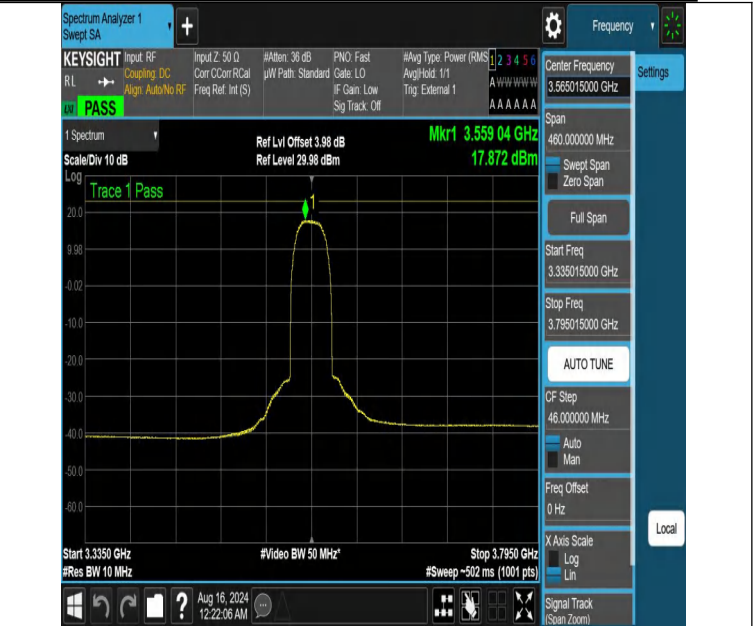 Spectrum Analyzer 1
Swept SA
+
Frequency
KEYSIGHT
RL
PASS
Input: RF
Coupling: DC
Align: Auto/No RF
Input Z: 50 Ω
Corr CCorr RCal
Freq Ref: Int (S)
#Atten: 36 dB
µW Path: Standard
PNO: Fast
Gate: LO
IF Gain: Low
Sig Track: Off
#Avg Type: Power (RMS
Avg|Hold: 1/1
Trig: External 1
1 2 3 4 5 6
A W W W W W
A A A A A A
1 Spectrum
Scale/Div 10 dB
Log
Ref Lvl Offset 3.98 dB
Ref Level 29.98 dBm
Mkr1 3.559 04 GHz
17.872 dBm
Trace 1 Pass
1
20.0
9.98
-0.02
-10.0
-20.0
-30.0
-40.0
-50.0
-60.0
Start 3.3350 GHz
#Res BW 10 MHz
#Video BW 50 MHz*
Stop 3.7950 GHz
#Sweep ~502 ms (1001 pts)
Center Frequency
3.565015000 GHz
Settings
Span
460.000000 MHz
Swept Span
Zero Span
Full Span
Start Freq
3.335015000 GHz
Stop Freq
3.795015000 GHz
AUTO TUNE
CF Step
46.000000 MHz
Auto
Man
Freq Offset
0 Hz
X Axis Scale
Log
Lin
Local
Signal Track
(Span Zoom)
?
Aug 16, 2024
12:22:06 AM